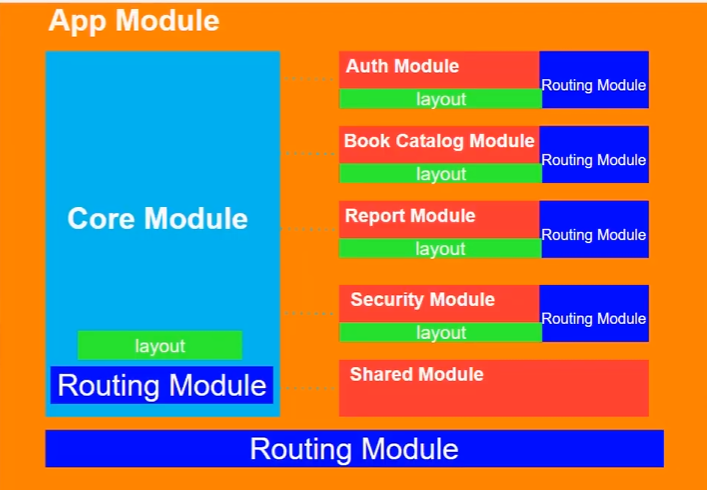 App Module
Auth Module
layout
Routing Module
Book Catalog Module
layout
Routing Module
Core Module
Report Module
layout
Routing Module
Security Module
layout
Routing Module
layout
Routing Module
Shared Module
Routing Module